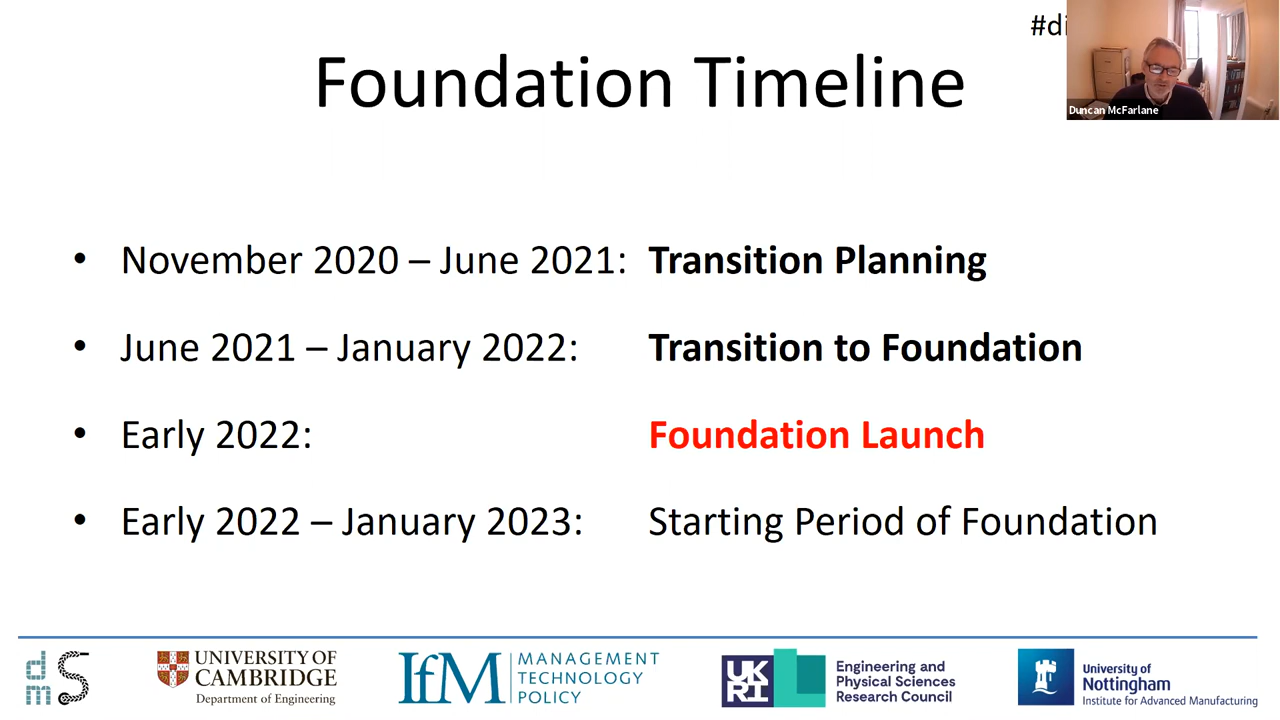 #di
Foundation Timeline
Duncan McFarlane
• November 2020 – June 2021: Transition Planning
• June 2021 – January 2022: Transition to Foundation
• Early 2022: Foundation Launch
• Early 2022 – January 2023: Starting Period of Foundation
d
m S
UNIVERSITY OF
CAMBRIDGE
Department of Engineering
IfM MANAGEMENT
TECHNOLOGY
POLICY
UK
RI
Engineering and
Physical Sciences
Research Council
University of
Nottingham
Institute for Advanced Manufacturing